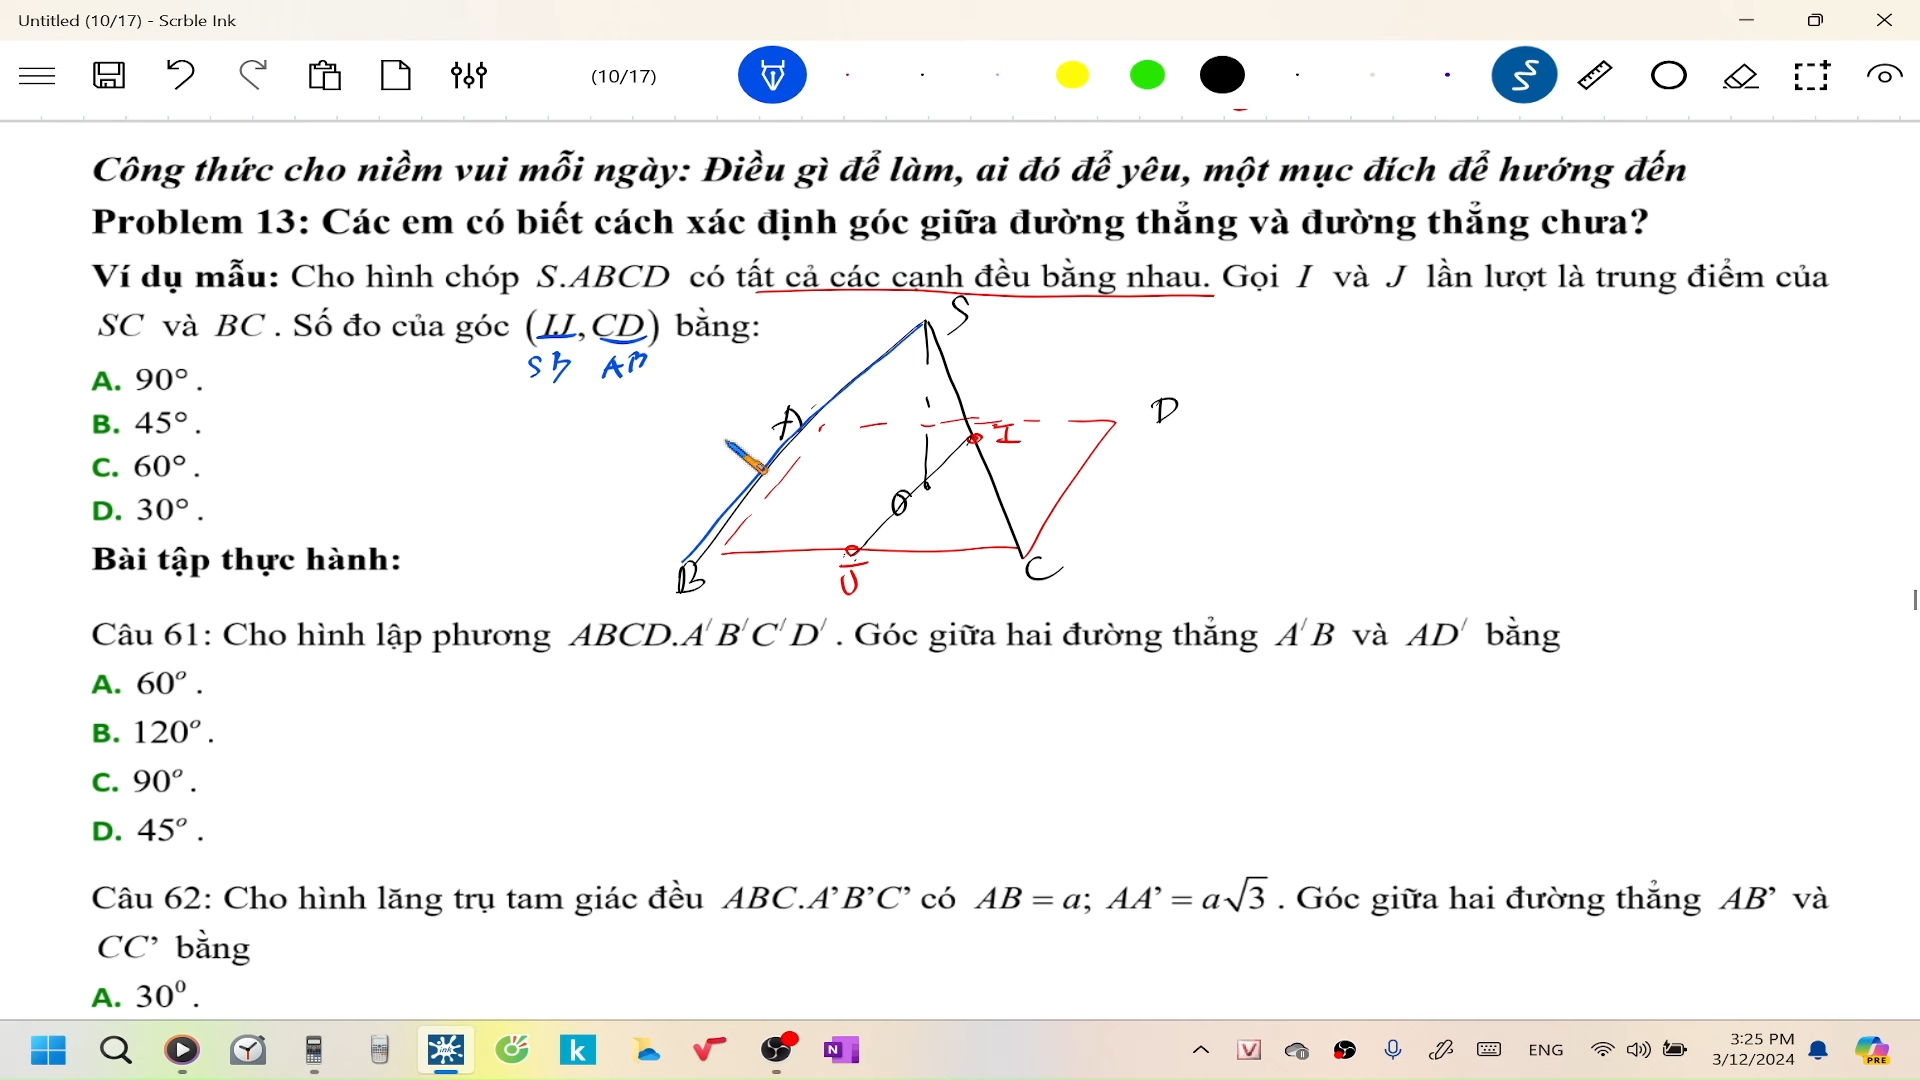 Untitled (10/17) - Scrble Ink
(10/17)
Công thức cho niềm vui mỗi ngày: Điều gì để làm, ai đó để yêu, một mục đích để hướng đến
Problem 13: Các em có biết cách xác định góc giữa đường thẳng và đường thẳng chưa?
Ví dụ mẫu: Cho hình chóp S.ABCD có tất cả các cạnh đều bằng nhau. Gọi I và J lần lượt là trung điểm của
SC và BC . Số đo của góc (IJ, CD) bằng:
SB AB
A. 90° .
B. 45° .
C. 60° .
D. 30° .
S
A
D
I
O
B
J
C
Bài tập thực hành:
Câu 61: Cho hình lập phương ABCD.A'B'C'D' . Góc giữa hai đường thẳng A'B và AD' bằng
A. 60° .
B. 120° .
C. 90° .
D. 45° .
Câu 62: Cho hình lăng trụ tam giác đều ABC.A'B'C' có AB = a; AA' = a√3 . Góc giữa hai đường thẳng AB' và
CC' bằng
A. 30⁰ .
ENG
3:25 PM
3/12/2024
PRE